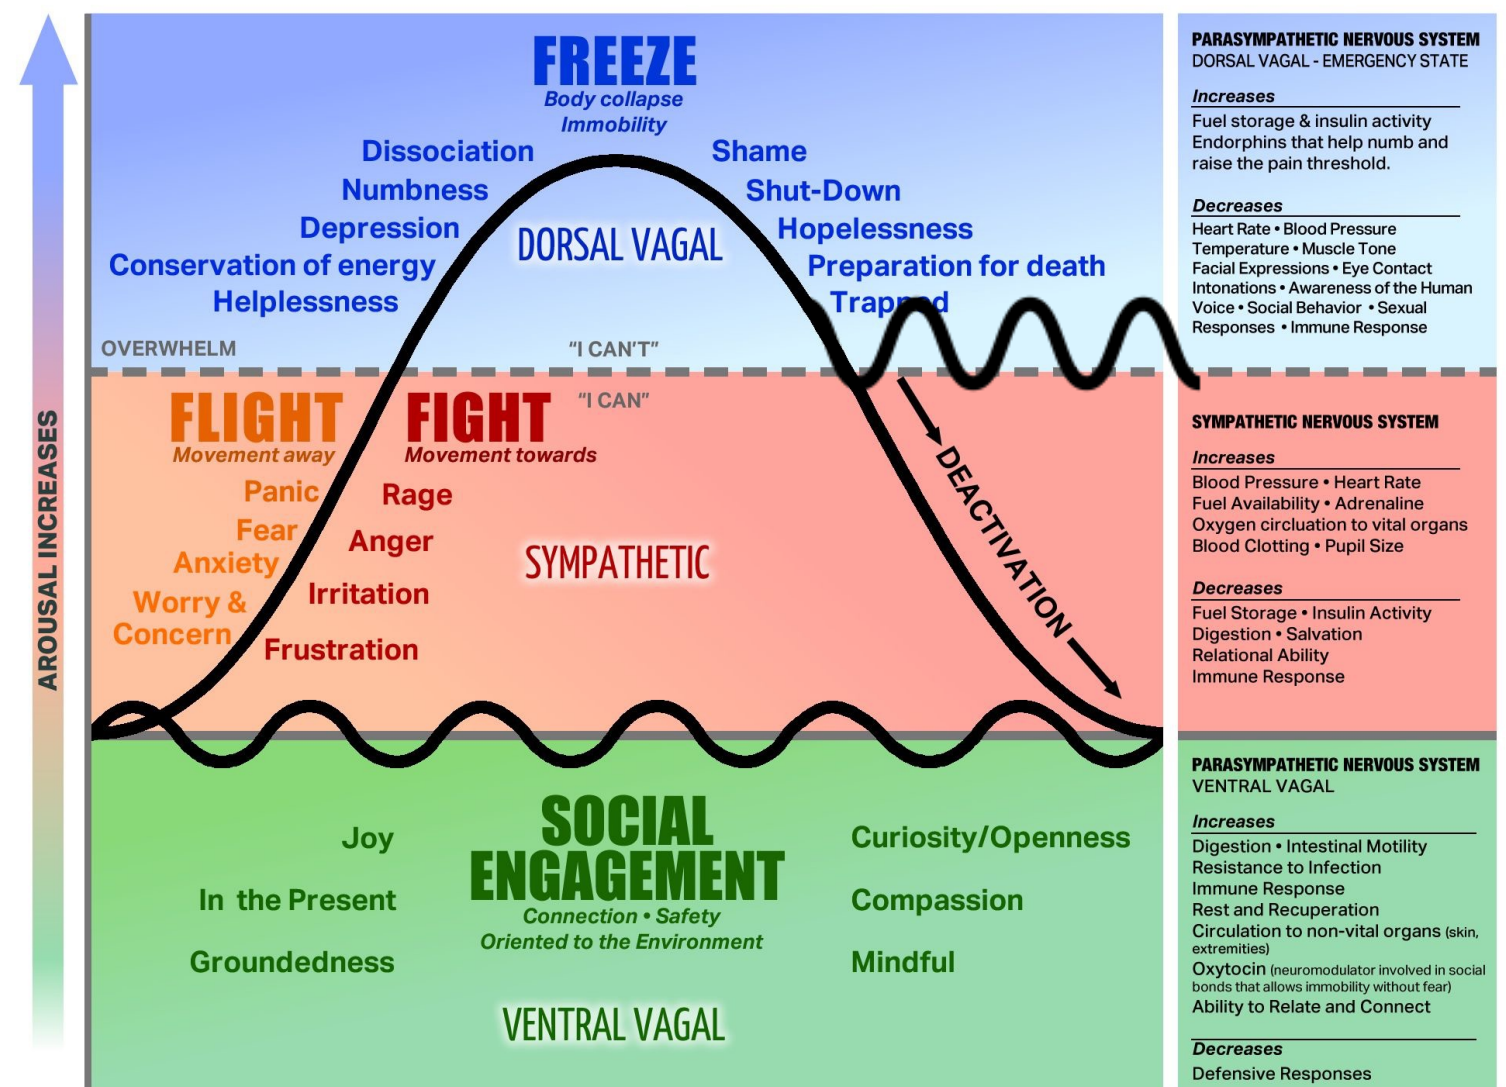 FREEZE
Body collapse
Immobility
Dissociation
Numbness
Depression
Conservation of energy
Helplessness
Shame
Shut-Down
Hopelessness
Preparation for death
Trapped
DORSAL VAGAL
OVERWHELM
"I CAN'T"
"I CAN"
FLIGHT
Movement away
Panic
Fear
Anxiety
Worry &
Concern
FIGHT
Movement towards
Rage
Anger
Irritation
Frustration
SYMPATHETIC
DEACTIVATION
AROUSAL INCREASES
SOCIAL
ENGAGEMENT
Connection • Safety
Oriented to the Environment
Joy
In the Present
Groundedness
Curiosity/Openness
Compassion
Mindful
VENTRAL VAGAL
PARASYMPATHETIC NERVOUS SYSTEM
DORSAL VAGAL - EMERGENCY STATE
Increases
Fuel storage & insulin activity
Endorphins that help numb and
raise the pain threshold.
Decreases
Heart Rate • Blood Pressure
Temperature • Muscle Tone
Facial Expressions • Eye Contact
Intonations • Awareness of the Human
Voice • Social Behavior • Sexual
Responses • Immune Response
SYMPATHETIC NERVOUS SYSTEM
Increases
Blood Pressure • Heart Rate
Fuel Availability • Adrenaline
Oxygen circluation to vital organs
Blood Clotting • Pupil Size
Decreases
Fuel Storage • Insulin Activity
Digestion • Salvation
Relational Ability
Immune Response
PARASYMPATHETIC NERVOUS SYSTEM
VENTRAL VAGAL
Increases
Digestion • Intestinal Motility
Resistance to Infection
Immune Response
Rest and Recuperation
Circulation to non-vital organs (skin,
extremities)
Oxytocin (neuromodulator involved in social
bonds that allows immobility without fear)
Ability to Relate and Connect
Decreases
Defensive Responses